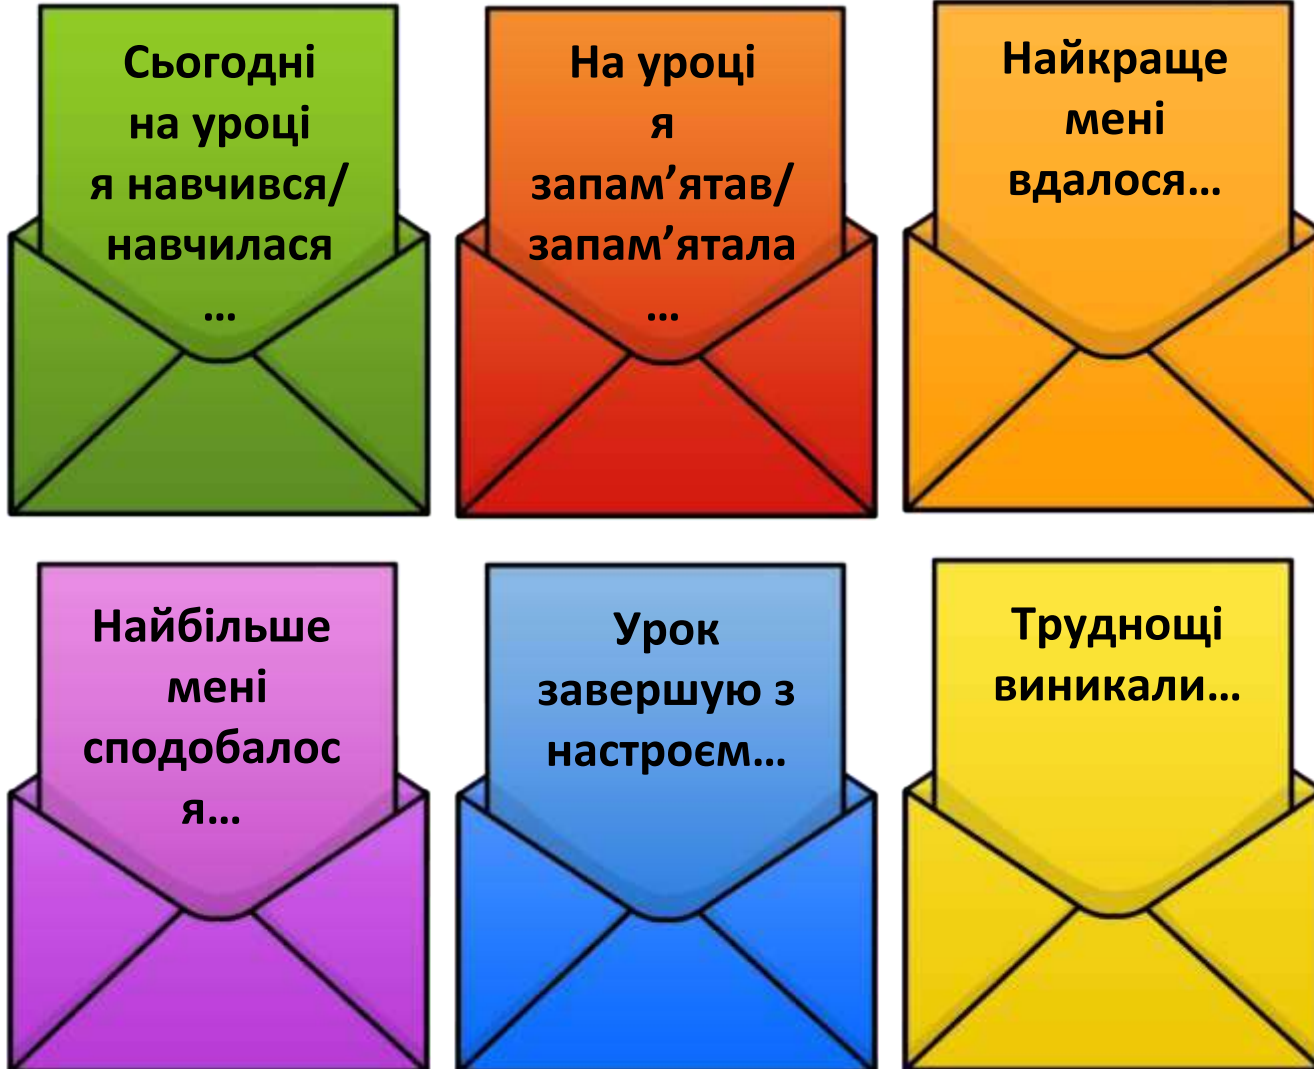 Сьогодні
на уроці
я навчився/
навчилася
…
На уроці
я
запам’ятав/
запам’ятала
…
Найкраще
мені
вдалося…
Найбільше
мені
сподобалос
я…
Урок
завершую з
настроєм…
Труднощі
виникали…